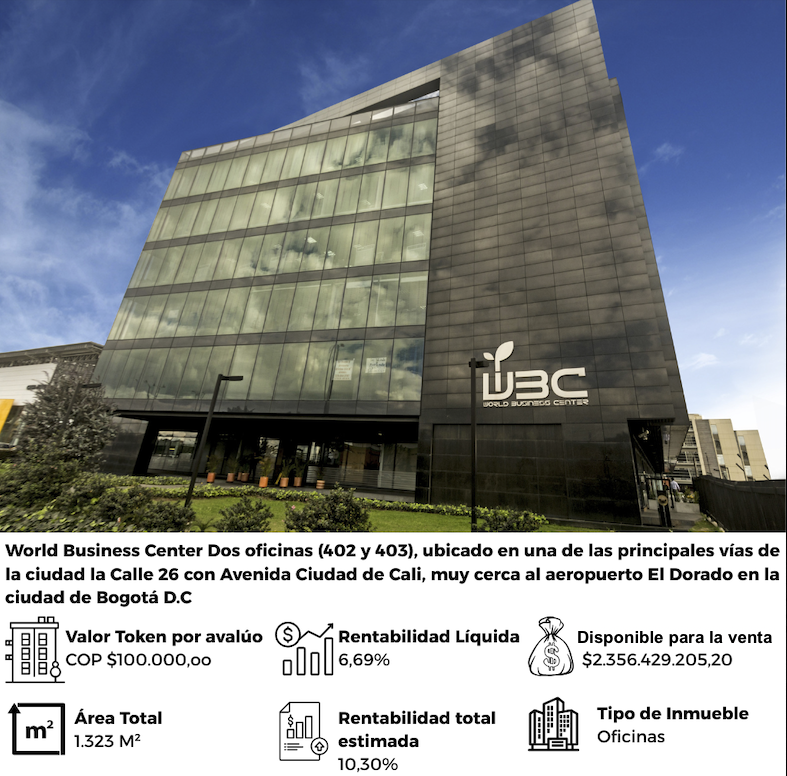 WBC
WORLD BUSINESS CENTER
World Business Center Dos oficinas (402 y 403), ubicado en una de las principales vías de
la ciudad la Calle 26 con Avenida Ciudad de Cali, muy cerca al aeropuerto El Dorado en la
ciudad de Bogotá D.C
Valor Token por avalúo
COP $100.000,oo
Rentabilidad Líquida
6,69%
Disponible para la venta
$2.356.429.205,20
m²
Área Total
1.323 M²
Rentabilidad total
estimada
10,30%
Tipo de Inmueble
Oficinas